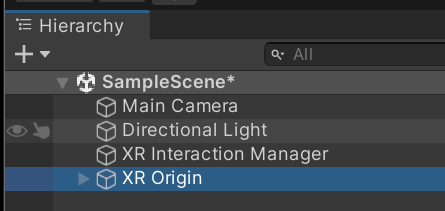 Hierarchy
All
SampleScene*
Main Camera
Directional Light
XR Interaction Manager
XR Origin